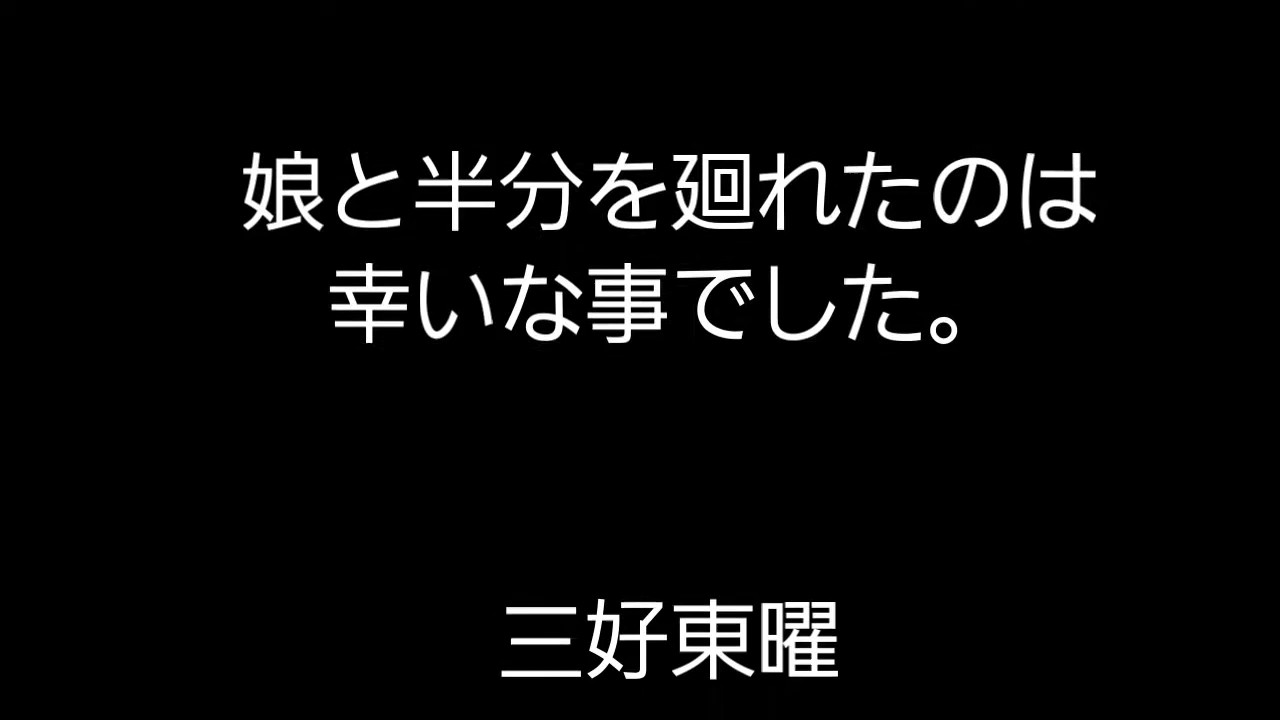 娘と半分を廻れたのは
幸いな事でした。
三好東曜